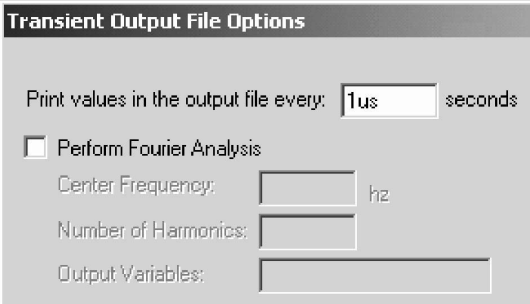 Transient Output File Options
Print values in the output file every: 1us seconds
Perform Fourier Analysis
Center Frequency: hz
Number of Harmonics:
Output Variables: